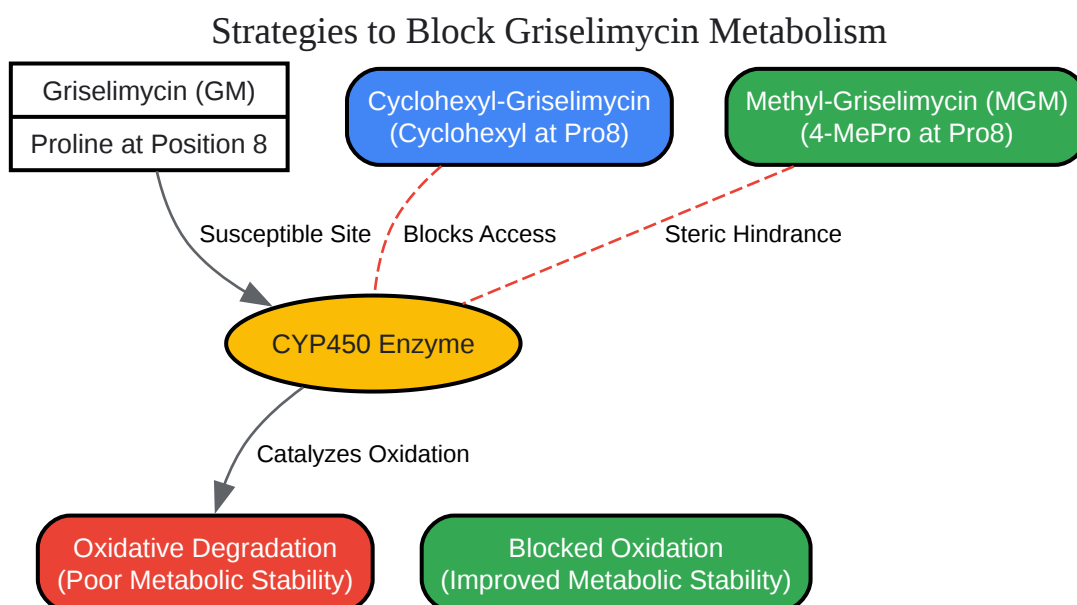 Strategies to Block Griselimycin Metabolism
Griselimycin (GM)
Proline at Position 8
Cyclohexyl-Griselimycin
(Cyclohexyl at Pro8)
Methyl-Griselimycin (MGM)
(4-MePro at Pro8)
Susceptible Site
Blocks Access
Steric Hindrance
CYP450 Enzyme
Catalyzes Oxidation
Oxidative Degradation
(Poor Metabolic Stability)
Blocked Oxidation
(Improved Metabolic Stability)